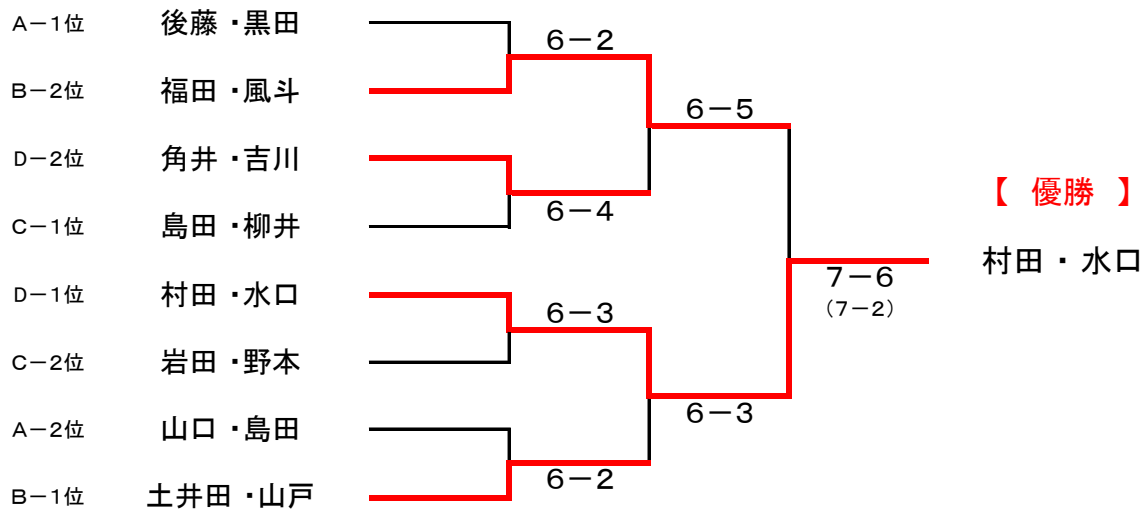 A－1位 後藤・黒田
6－2
B－2位 福田・風斗
6－5
D－2位 角井・吉川
【 優勝 】
6－4
C－1位 島田・柳井
村田・水口
7－6
D－1位 村田・水口
（7－2）
6－3
C－2位 岩田・野本
6－3
A－2位 山口・島田
6－2
B－1位 土井田・山戸